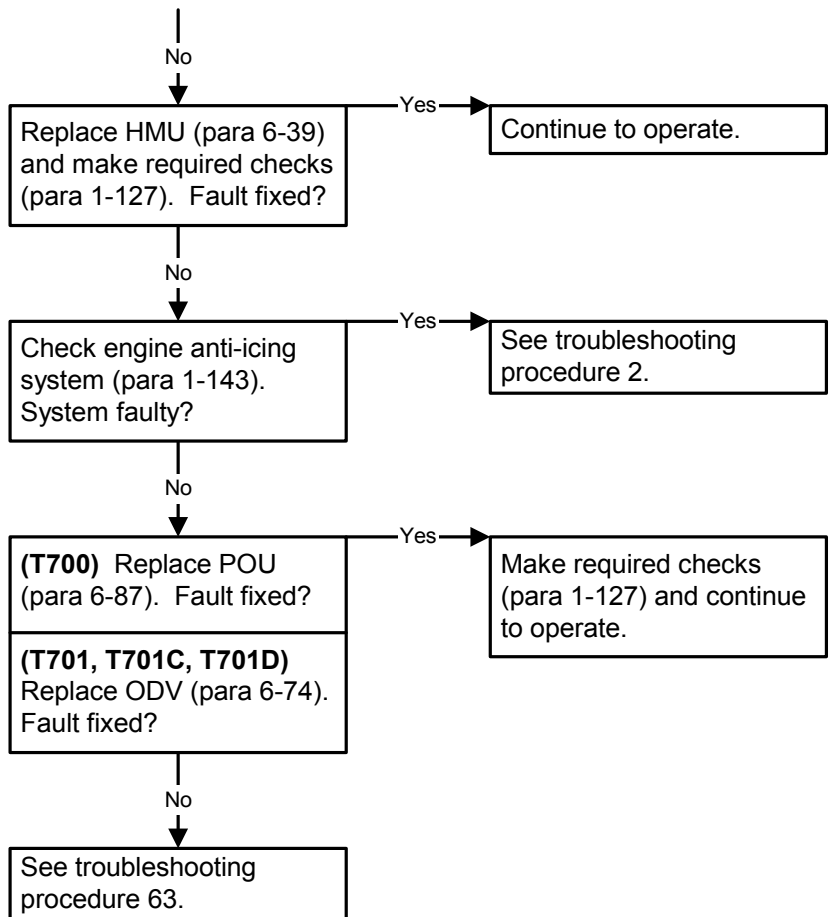 No
Replace HMU (para 6-39)
and make required checks
(para 1-127).  Fault fixed?
Yes
Continue to operate.
No
Check engine anti-icing
system (para 1-143).
System faulty?
Yes
See troubleshooting
procedure 2.
No
(T700)  Replace POU
(para 6-87).  Fault fixed?
Yes
Make required checks
(para 1-127) and continue
to operate.
(T701, T701C, T701D)
Replace ODV (para 6-74).
Fault fixed?
No
See troubleshooting
procedure 63.